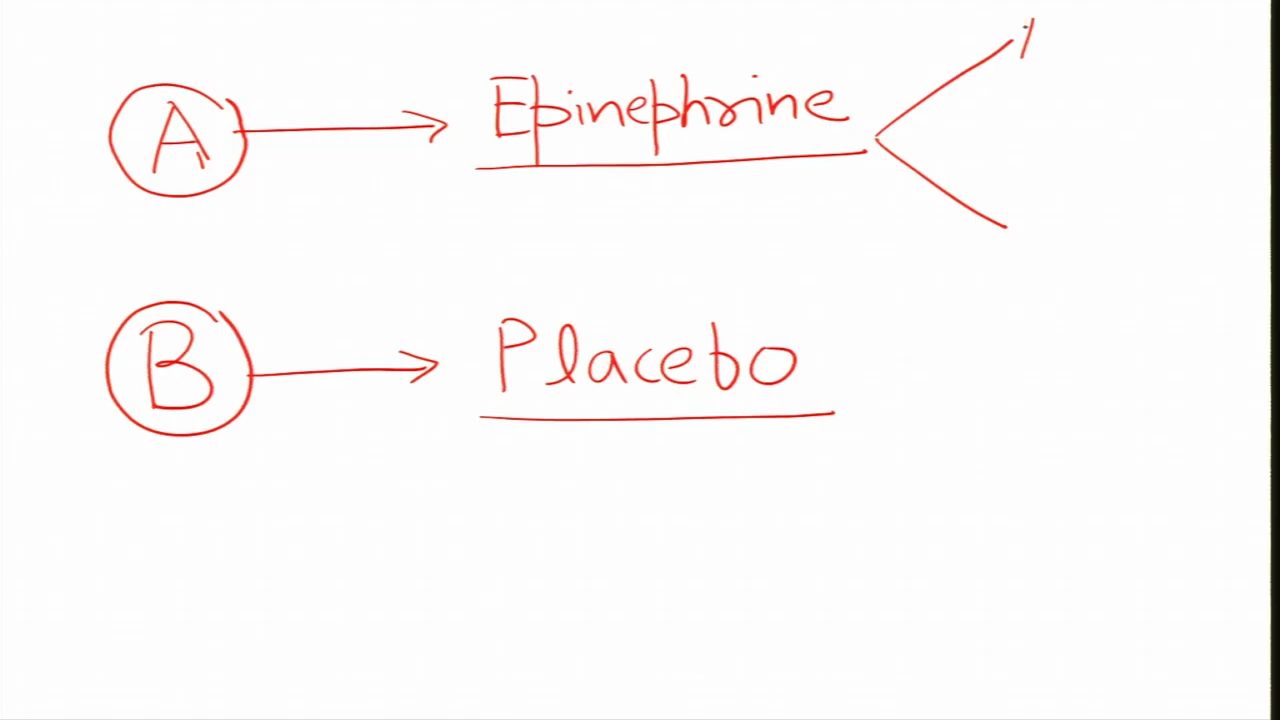 A → Epinephrine
B → Placebo